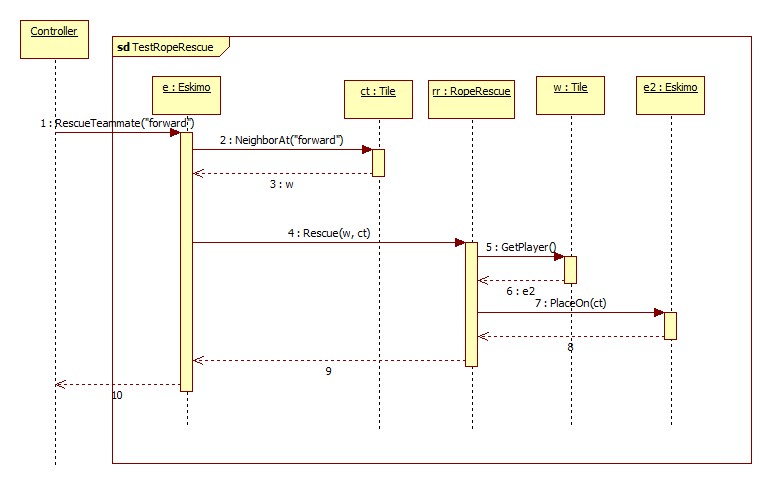 Controller
sd TestRopeRescue
e : Eskimo
ct : Tile
rr : RopeRescue
w : Tile
e2 : Eskimo
1 : RescueTeammate("forward")
2 : NeighborAt("forward")
3 : w
4 : Rescue(w, ct)
5 : GetPlayer()
6 : e2
7 : PlaceOn(ct)
8
9
10